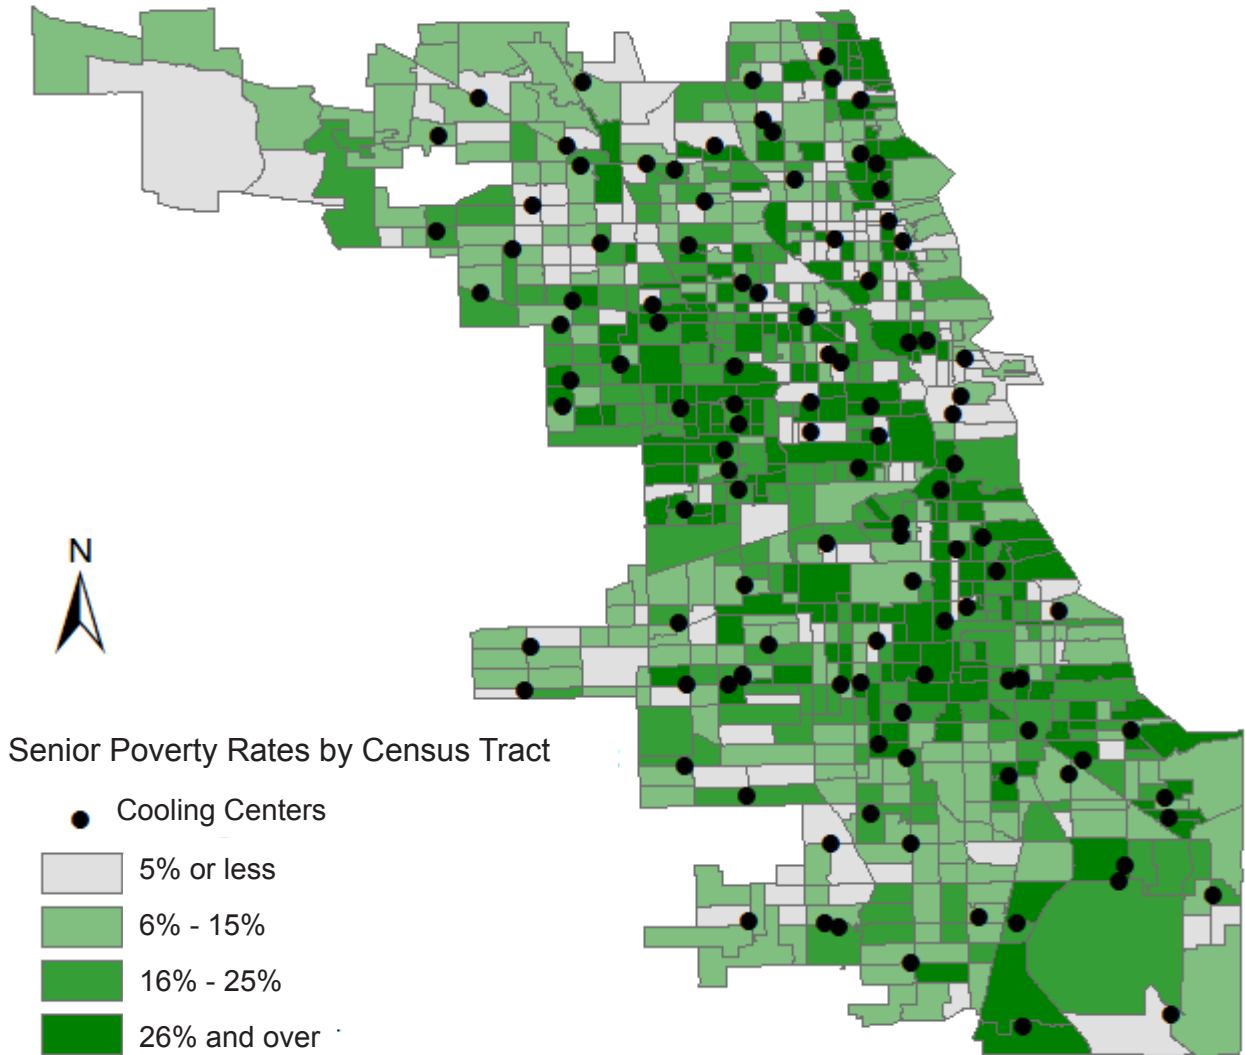 N
Senior Poverty Rates by Census Tract
Cooling Centers
5% or less
6% - 15%
16% - 25%
26% and over